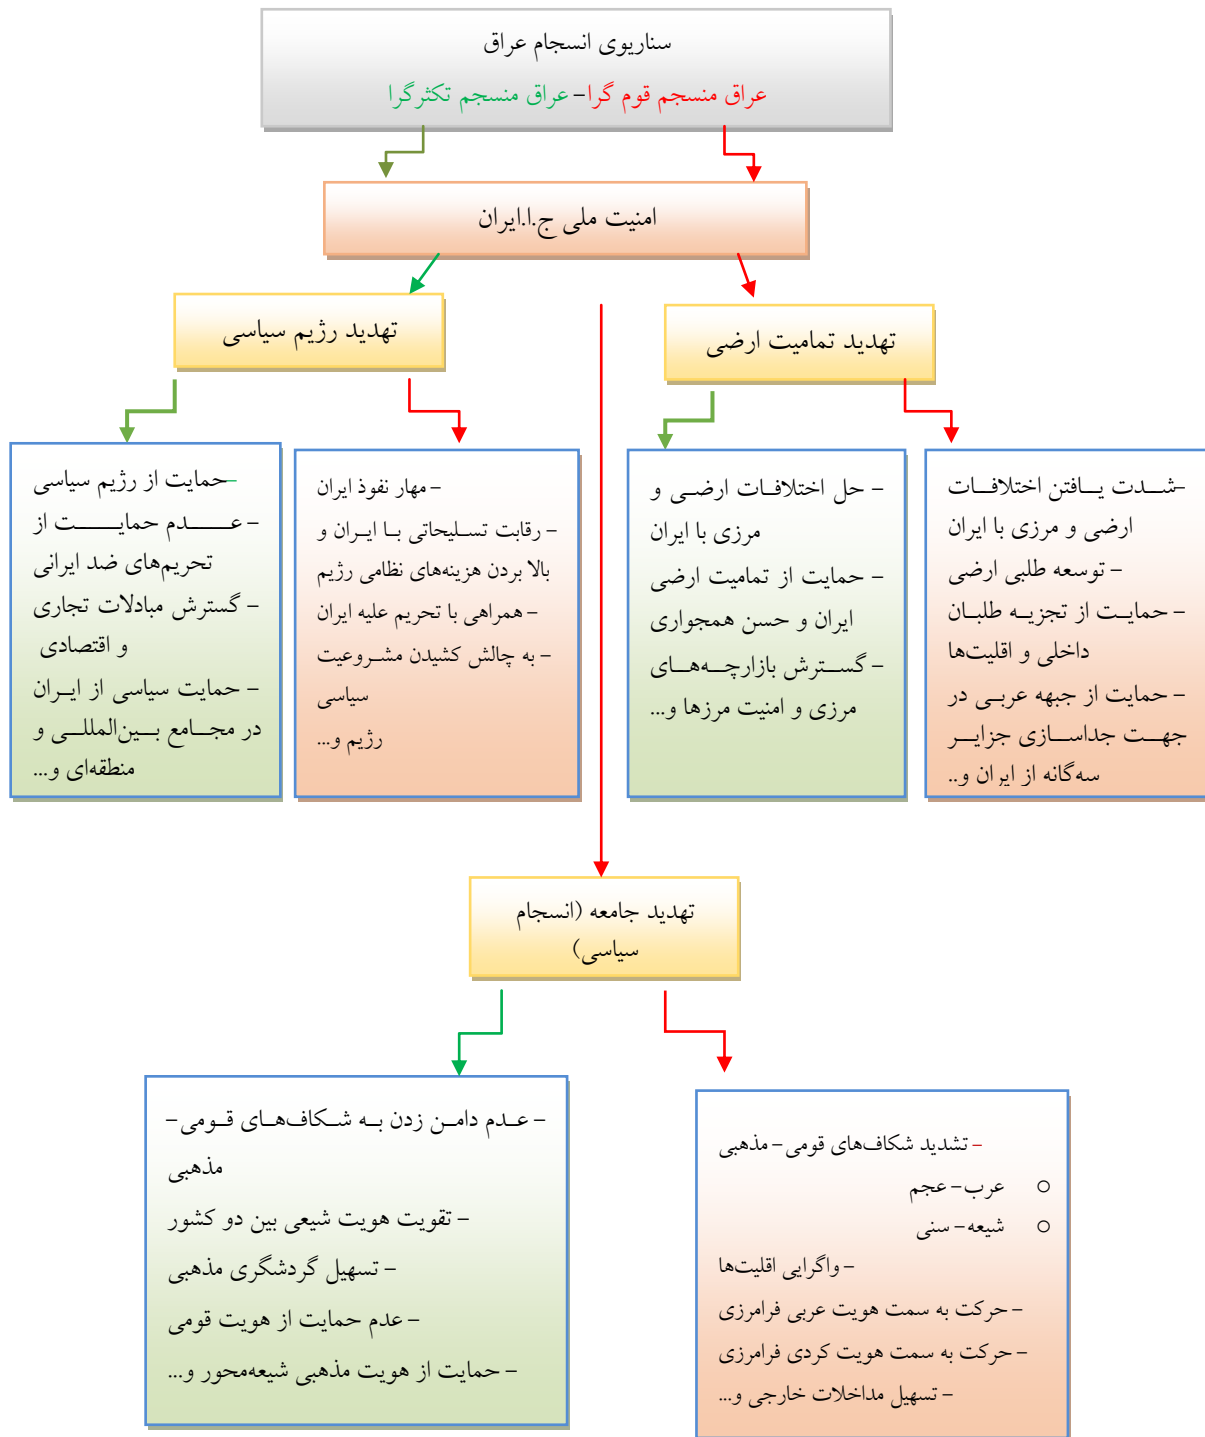 سناریوی انسجام عراق
عراق منسجم قوم گرا – عراق منسجم تکثرگرا
امنیت ملی ج.ا.ایران
تهدید تمامیت ارضی
تهدید رژیم سیاسی
–شدت یافتن اختلافات
ارضی و مرزی با ایران
– توسعه طلبی ارضی
– حمایت از تجزیه طلبان
داخلی و اقلیت‌ها
– حمایت از جبهه عربی در
جهت جداسازی جزایر
سه‌گانه از ایران و..
– حل اختلافات ارضی و
مرزی با ایران
– حمایت از تمامیت ارضی
ایران و حسن همجواری
– گسترش بازارچه‌های
مرزی و امنیت مرزها و...
– مهار نفوذ ایران
– رقابت تسلیحاتی با ایران و
بالا بردن هزینه‌های نظامی رژیم
– همراهی با تحریم علیه ایران
– به چالش کشیدن مشروعیت
سیاسی
رژیم و...
–حمایت از رژیم سیاسی
– عدم حمایت از
تحریم‌های ضد ایرانی
– گسترش مبادلات تجاری
و اقتصادی
– حمایت سیاسی از ایران
در مجامع بین‌المللی و
منطقه‌ای و...
تهدید جامعه (انسجام
سیاسی)
– تشدید شکاف‌های قومی – مذهبی
○ عرب – عجم
○ شیعه – سنی
– واگرایی اقلیت‌ها
– حرکت به سمت هویت عربی فرامرزی
– حرکت به سمت هویت کردی فرامرزی
– تسهیل مداخلات خارجی و...
– عدم دامن زدن به شکاف‌های قومی –
مذهبی
– تقویت هویت شیعی بین دو کشور
– تسهیل گردشگری مذهبی
– عدم حمایت از هویت قومی
– حمایت از هویت مذهبی شیعه‌محور و...